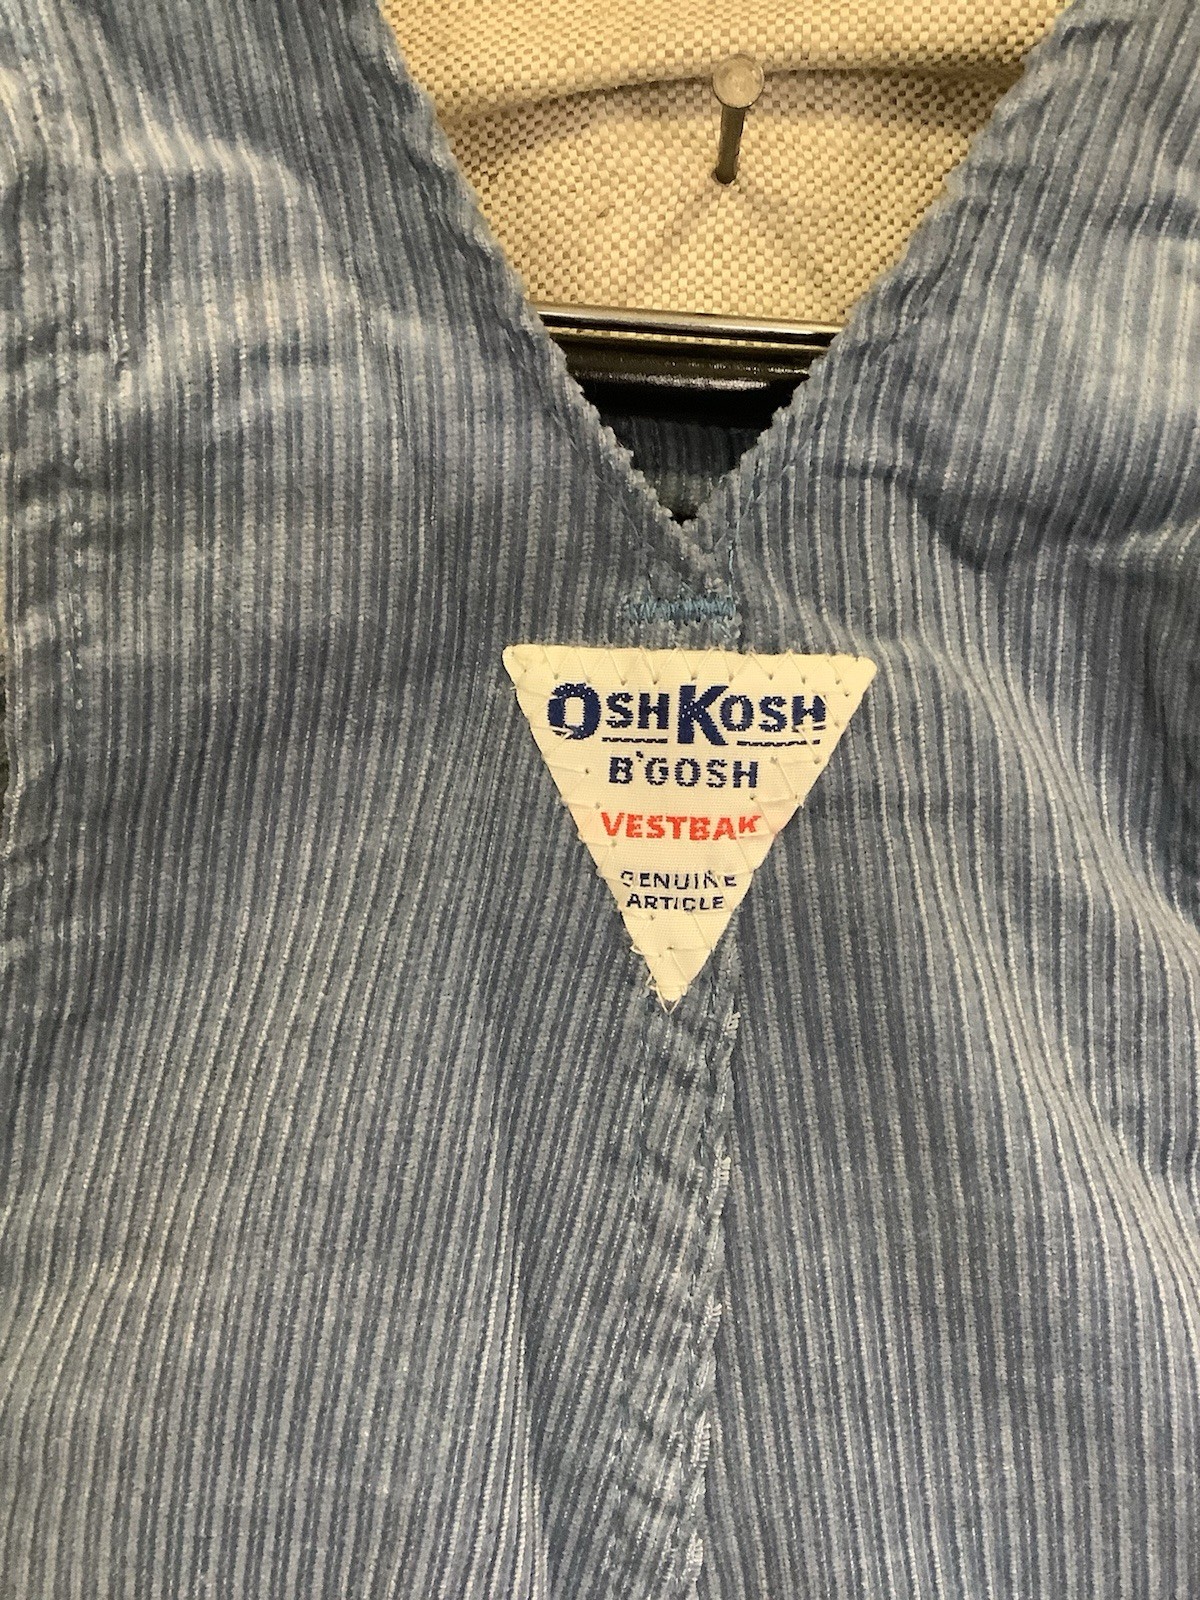 OSHKOSH
B'GOSH
VESTBAK
GENUINE
ARTICLE